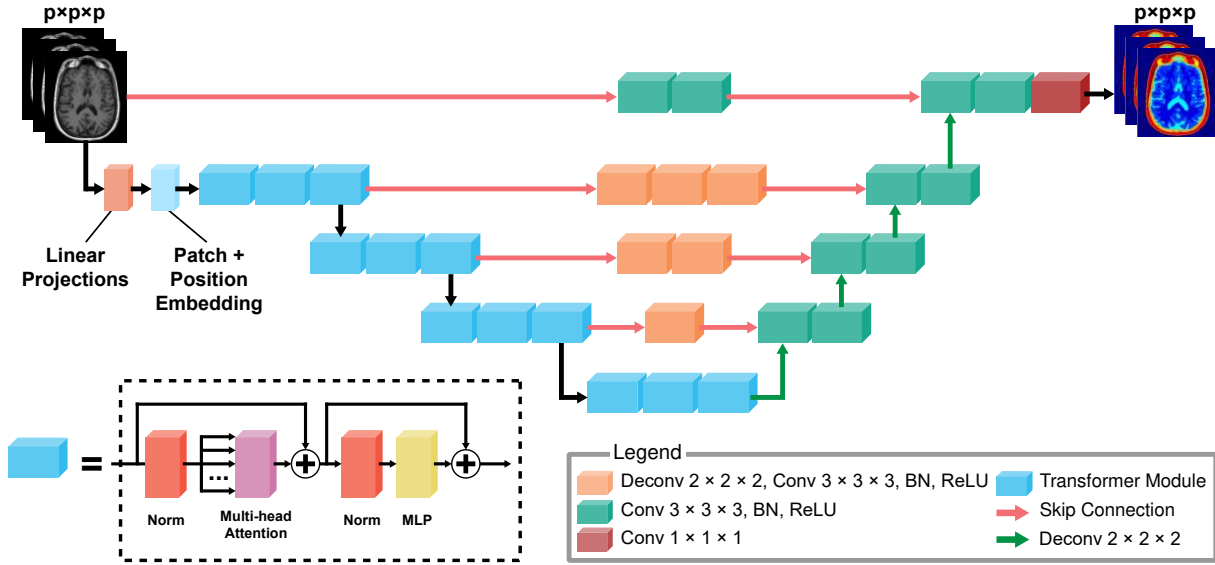 p×p×p
p×p×p
Linear
Projections
Patch +
Position
Embedding
=
Norm
...
Multi-head
Attention
+
Norm
MLP
+
Legend
Deconv 2 × 2 × 2, Conv 3 × 3 × 3, BN, ReLU
Transformer Module
Conv 3 × 3 × 3, BN, ReLU
Skip Connection
Conv 1 × 1 × 1
Deconv 2 × 2 × 2